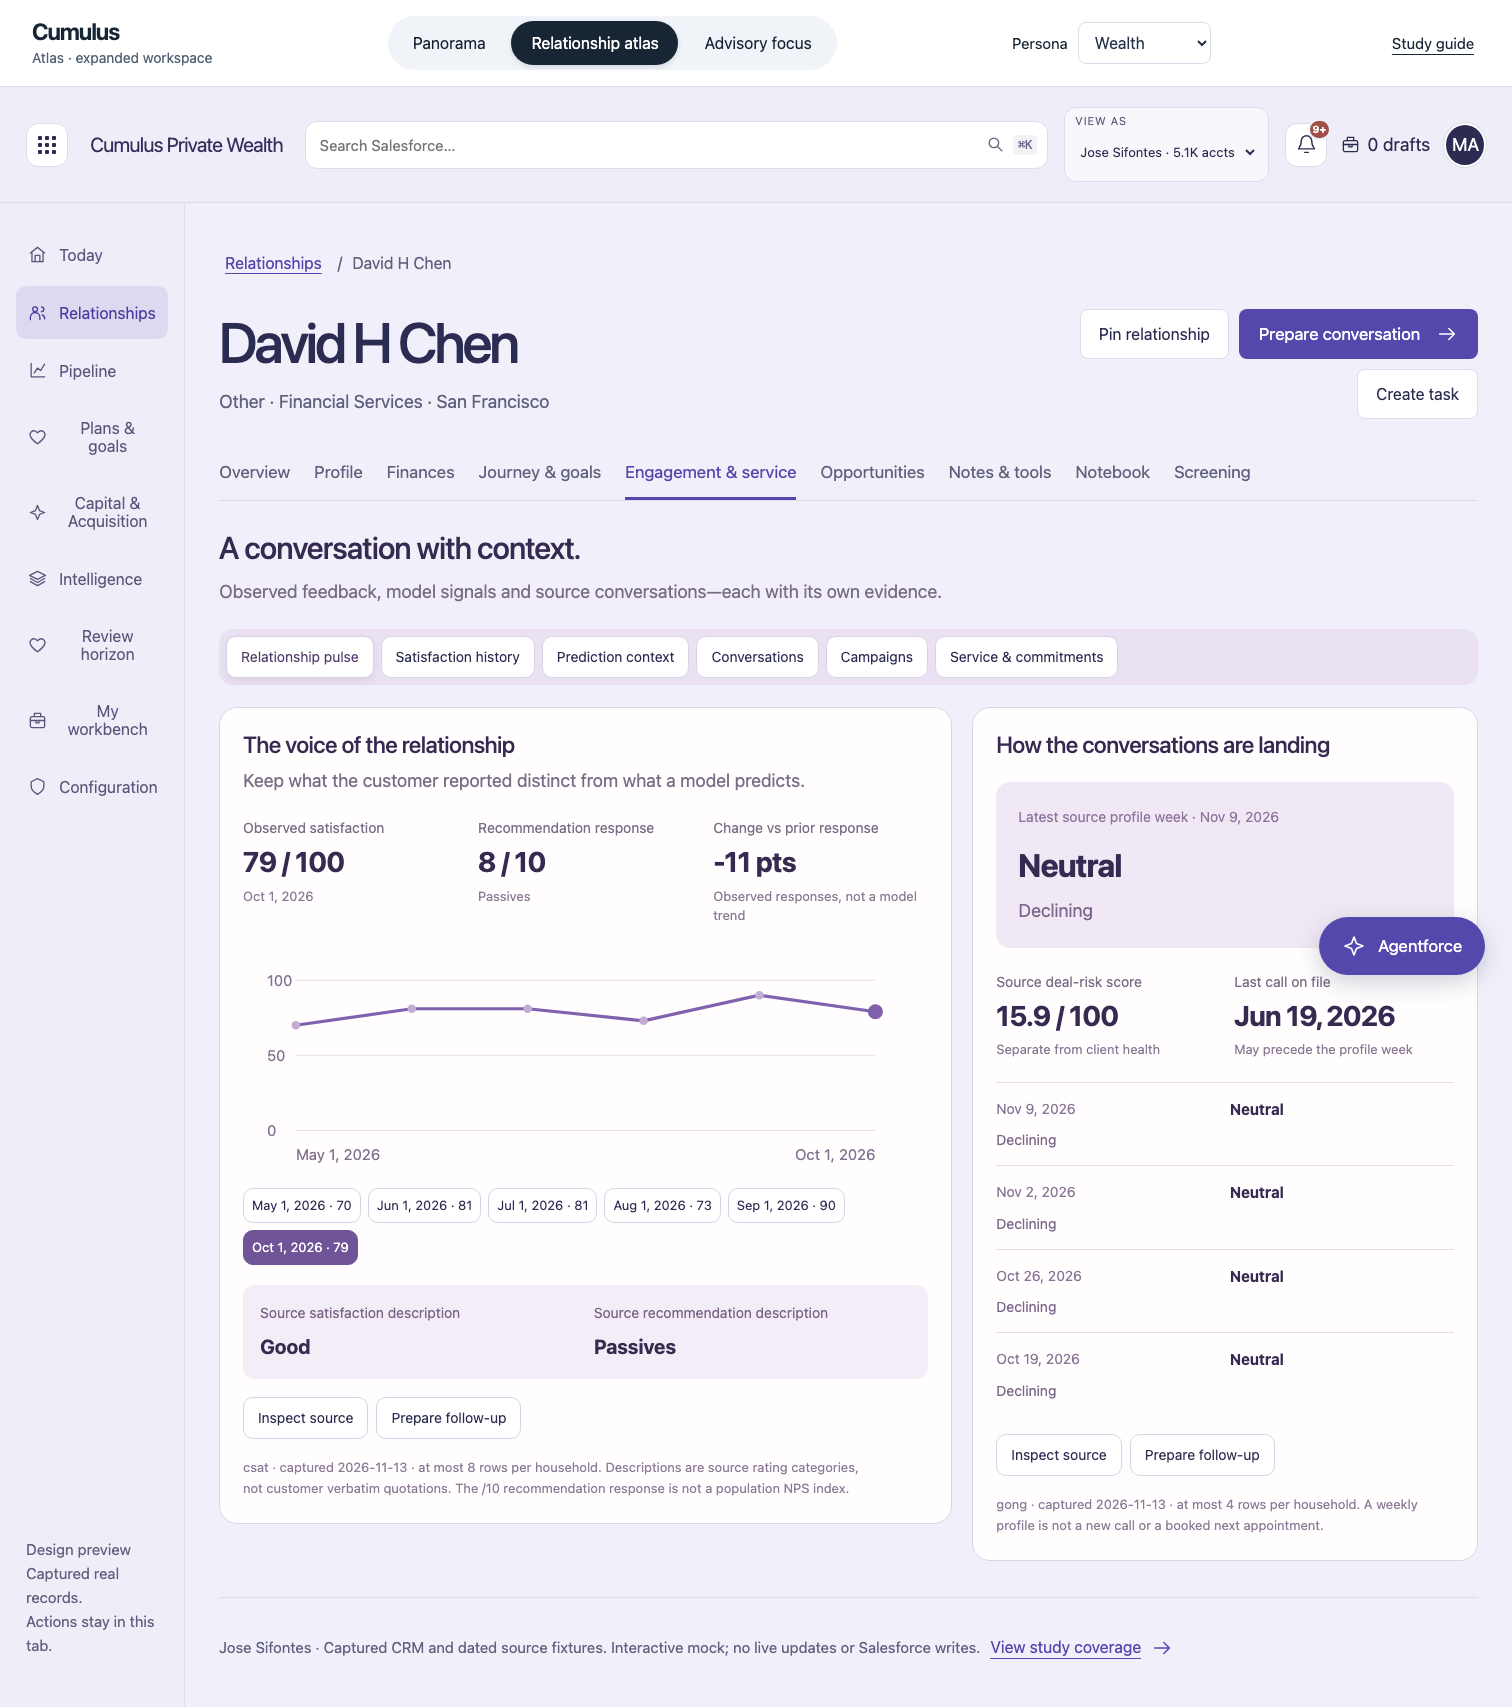 Cumulus
Atlas · expanded workspace
Panorama
Relationship atlas
Advisory focus
Persona
Wealth
Study guide
Cumulus Private Wealth
Search Salesforce...
⌘K
VIEW AS
Jose Sifontes · 5.1K accts
9+
0 drafts
MA
Today
Relationships
Pipeline
Plans &
goals
Capital &
Acquisition
Intelligence
Review
horizon
My
workbench
Configuration
Design preview
Captured real
records.
Actions stay in this
tab.
Relationships / David H Chen
David H Chen
Other · Financial Services · San Francisco
Pin relationship
Prepare conversation
Create task
Overview
Profile
Finances
Journey & goals
Engagement & service
Opportunities
Notes & tools
Notebook
Screening
A conversation with context.
Observed feedback, model signals and source conversations—each with its own evidence.
Relationship pulse
Satisfaction history
Prediction context
Conversations
Campaigns
Service & commitments
The voice of the relationship
Keep what the customer reported distinct from what a model predicts.
Observed satisfaction
79 / 100
Oct 1, 2026
Recommendation response
8 / 10
Passives
Change vs prior response
-11 pts
Observed responses, not a model
trend
100
50
0
May 1, 2026
Oct 1, 2026
May 1, 2026 · 70
Jun 1, 2026 · 81
Jul 1, 2026 · 81
Aug 1, 2026 · 73
Sep 1, 2026 · 90
Oct 1, 2026 · 79
Source satisfaction description
Good
Source recommendation description
Passives
Inspect source
Prepare follow-up
csat · captured 2026-11-13 · at most 8 rows per household. Descriptions are source rating categories,
not customer verbatim quotations. The /10 recommendation response is not a population NPS index.
How the conversations are landing
Latest source profile week · Nov 9, 2026
Neutral
Declining
Agentforce
Source deal-risk score
15.9 / 100
Separate from client health
Last call on file
Jun 19, 2026
May precede the profile week
Nov 9, 2026
Neutral
Declining
Nov 2, 2026
Neutral
Declining
Oct 26, 2026
Neutral
Declining
Oct 19, 2026
Neutral
Declining
Inspect source
Prepare follow-up
gong · captured 2026-11-13 · at most 4 rows per household. A weekly
profile is not a new call or a booked next appointment.
Jose Sifontes · Captured CRM and dated source fixtures. Interactive mock; no live updates or Salesforce writes.
View study coverage